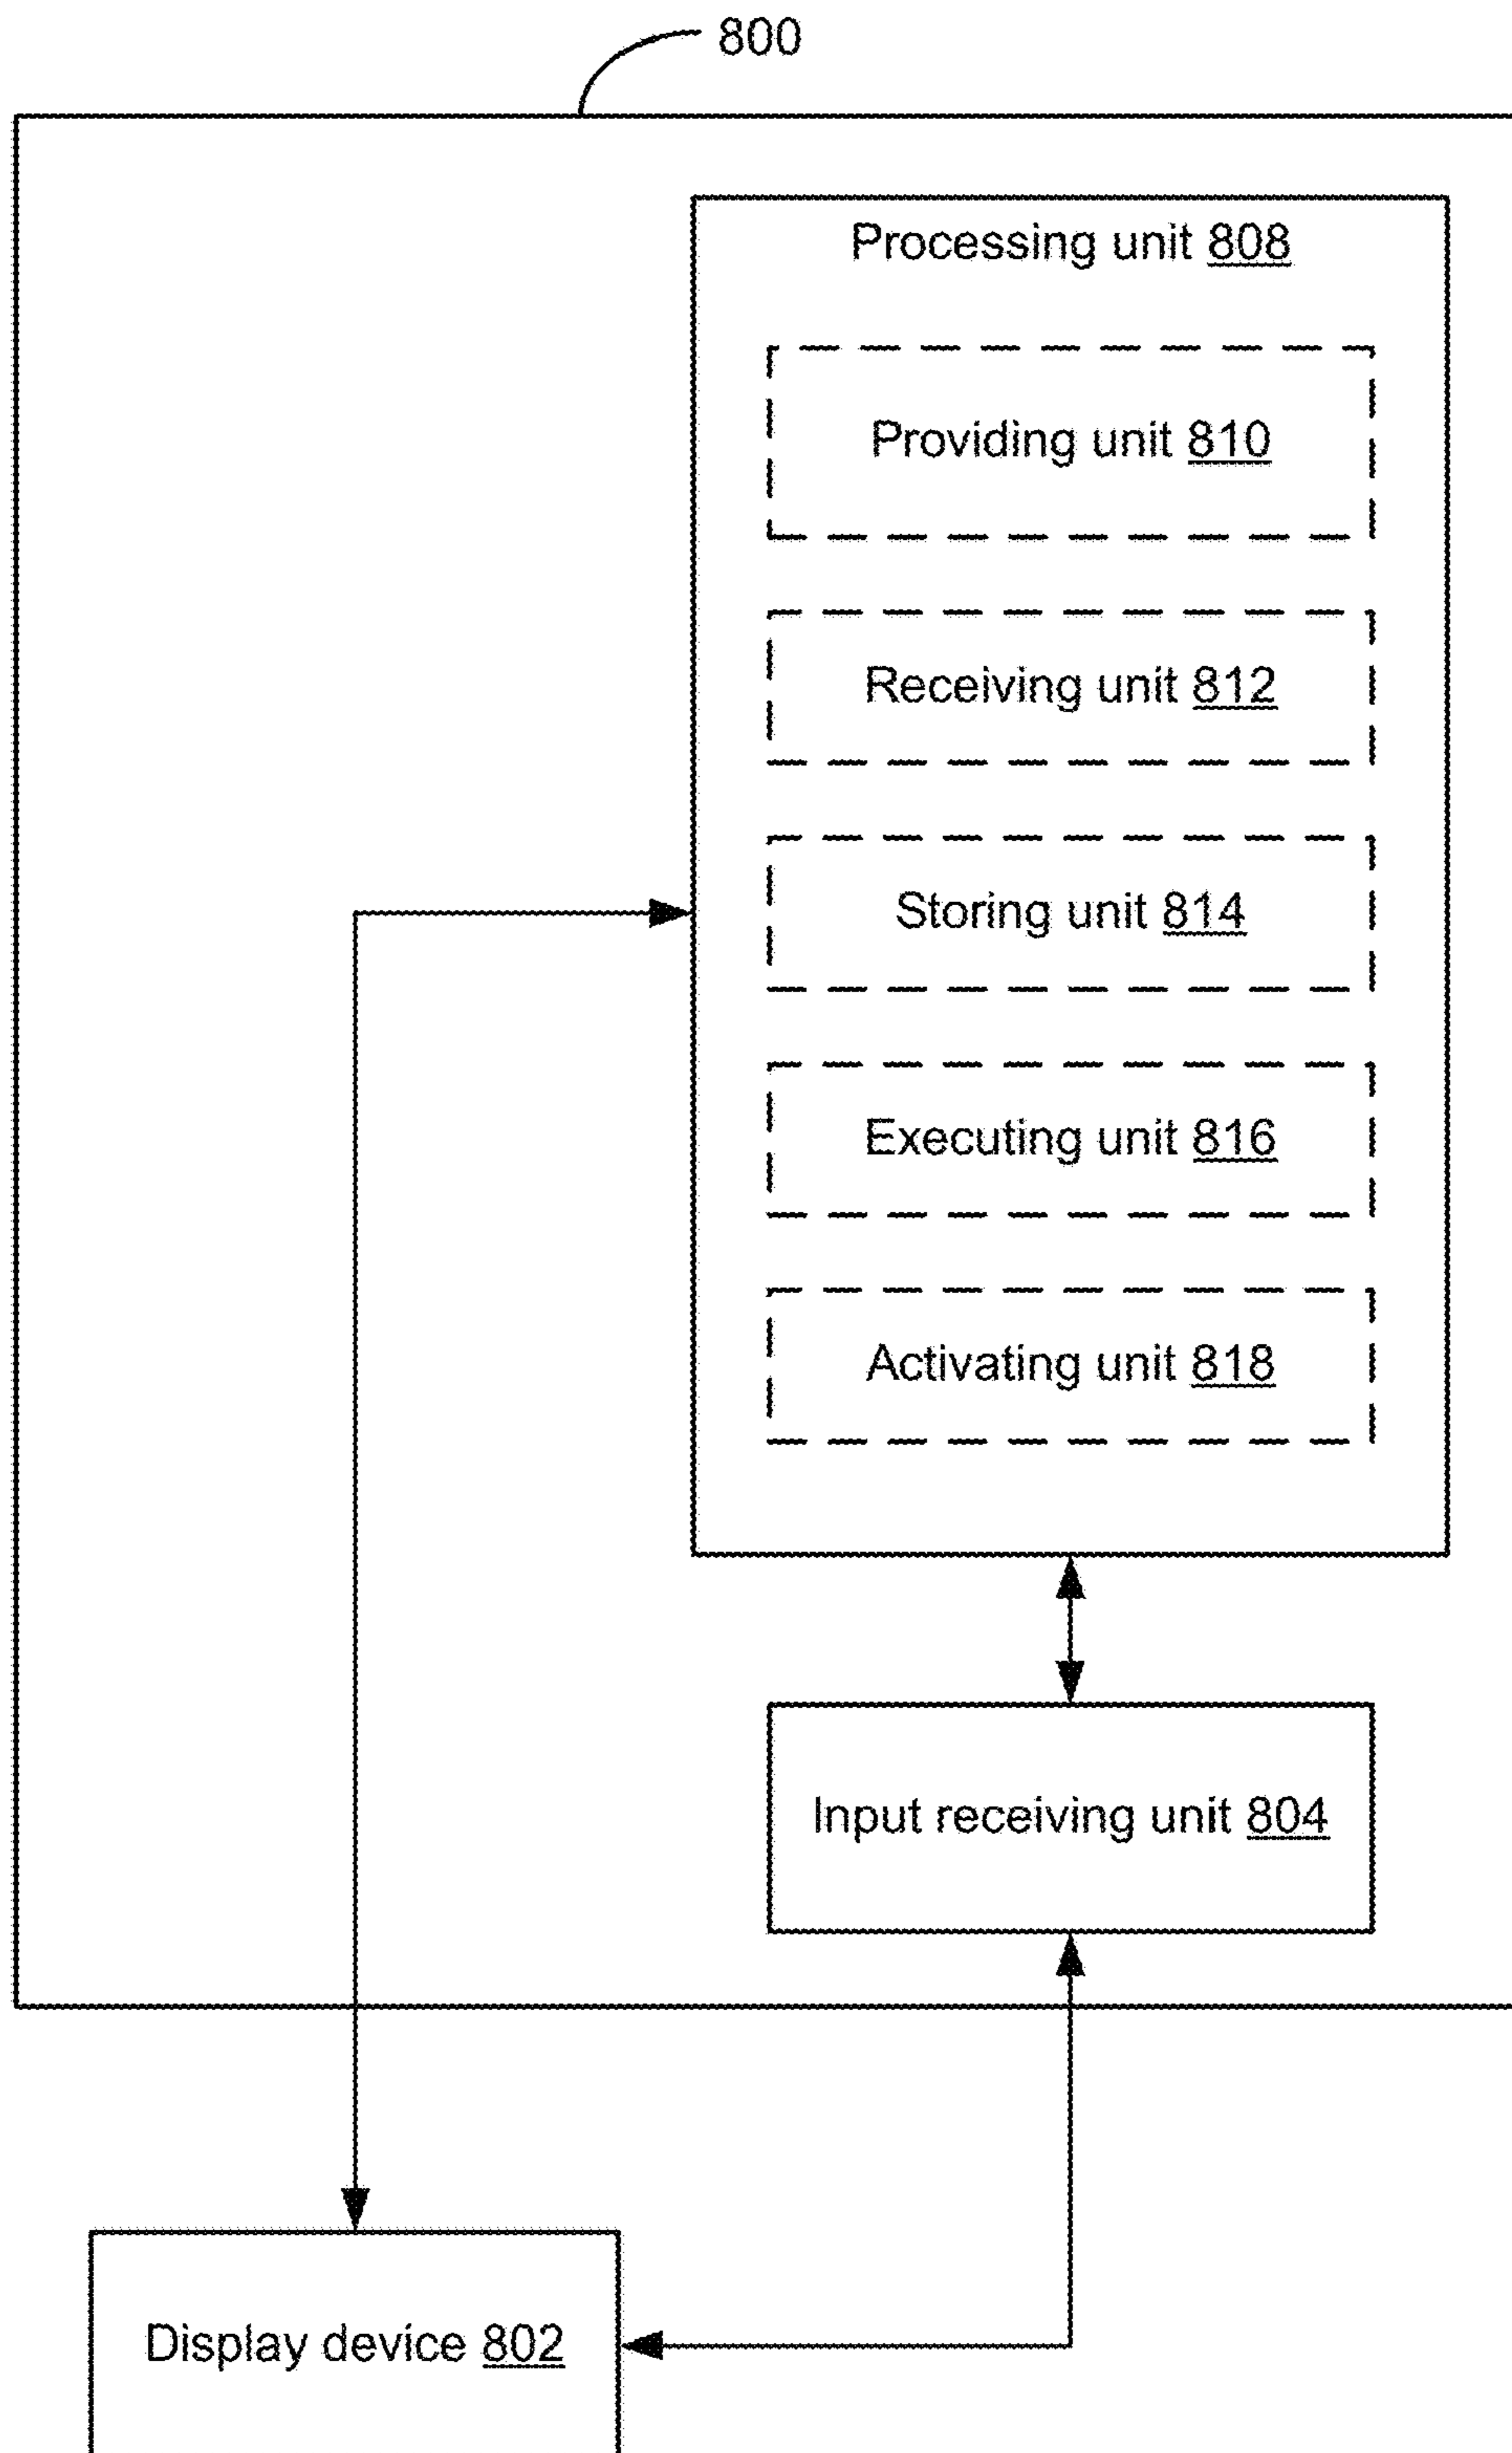 800
Processing unit 808
Providing unit 810
Receiving unit 812
Storing unit 814
Executing unit 816
Activating unit 818
Input receiving unit 804
Display device 802